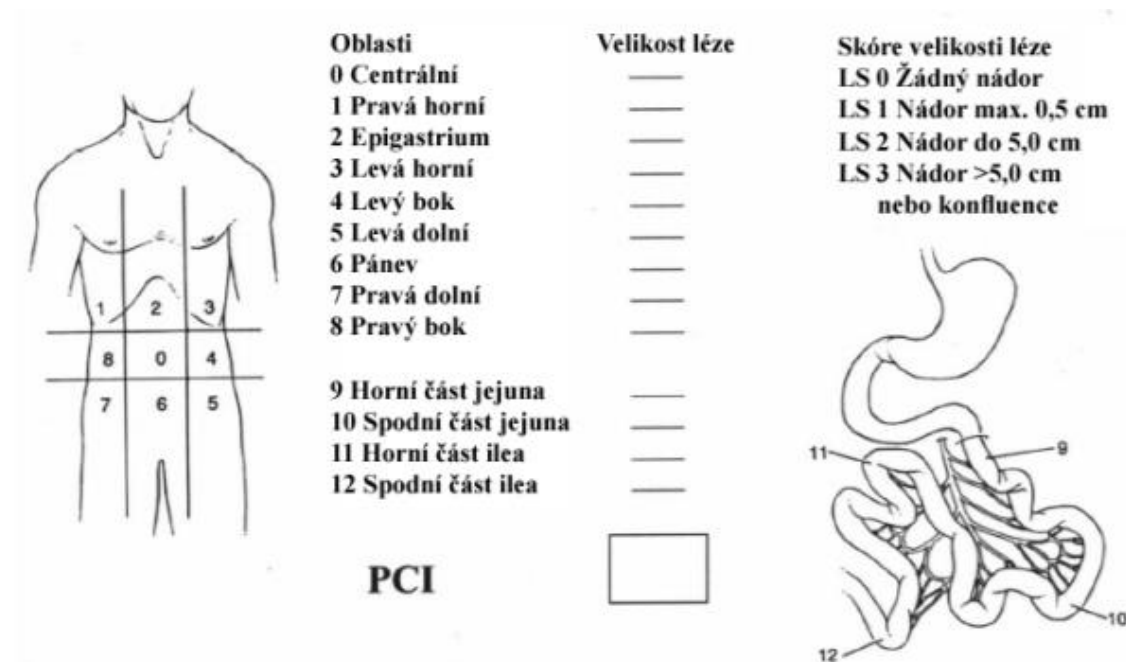 Oblasti
0 Centrální
1 Pravá horní
2 Epigastrium
3 Levá horní
4 Levý bok
5 Levá dolní
6 Pánev
7 Pravá dolní
8 Pravý bok
9 Horní část jejuna
10 Spodní část jejuna
11 Horní část ilea
12 Spodní část ilea
PCI
Velikost léze
Skóre velikosti léze
LS 0 Žádný nádor
LS 1 Nádor max. 0,5 cm
LS 2 Nádor do 5,0 cm
LS 3 Nádor >5,0 cm
nebo konfluence
1 2 3
8 0 4
7 6 5
11
9
10
12